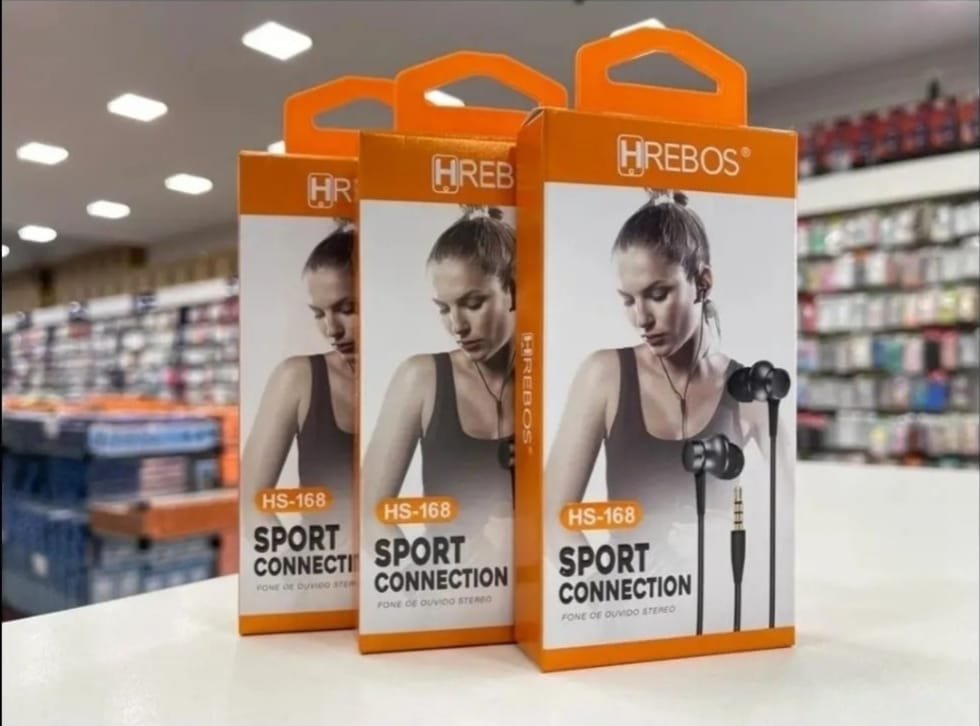 HR
HS-168
SPORT
CONNECTI
FONE DE OUVIDO STER
HREB
HS-168
SPORT
CONNECTION
FONE DE OUVIDO STEREO
HREBOS
HREBOS®
HS-168
SPORT
CONNECTION
FONE DE OUVIDO STEREO